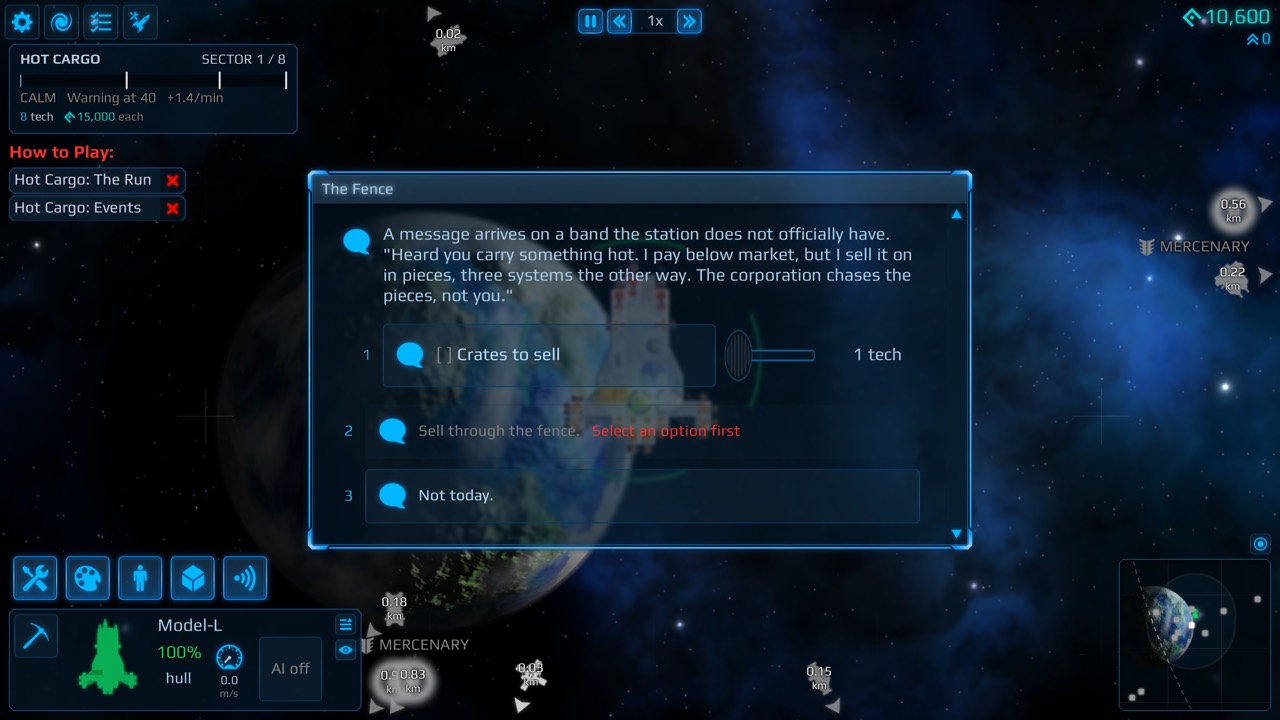 1x
10,600
0
HOT CARGO SECTOR 1 / 8
CALM Warning at 40 +1.4/min
8 tech 15,000 each
How to Play:
Hot Cargo: The Run
Hot Cargo: Events
0.02
km
The Fence
A message arrives on a band the station does not officially have.
"Heard you carry something hot. I pay below market, but I sell it on
in pieces, three systems the other way. The corporation chases the
pieces, not you."
1 [ ] Crates to sell 1 tech
2 Sell through the fence. Select an option first
3 Not today.
0.56
km
MERCENARY
0.22
km
0.18
km
MERCENARY
0.83
km
km
0.03
km
0.15
km
Model-L
100%
hull
0.0
m/s
AI off